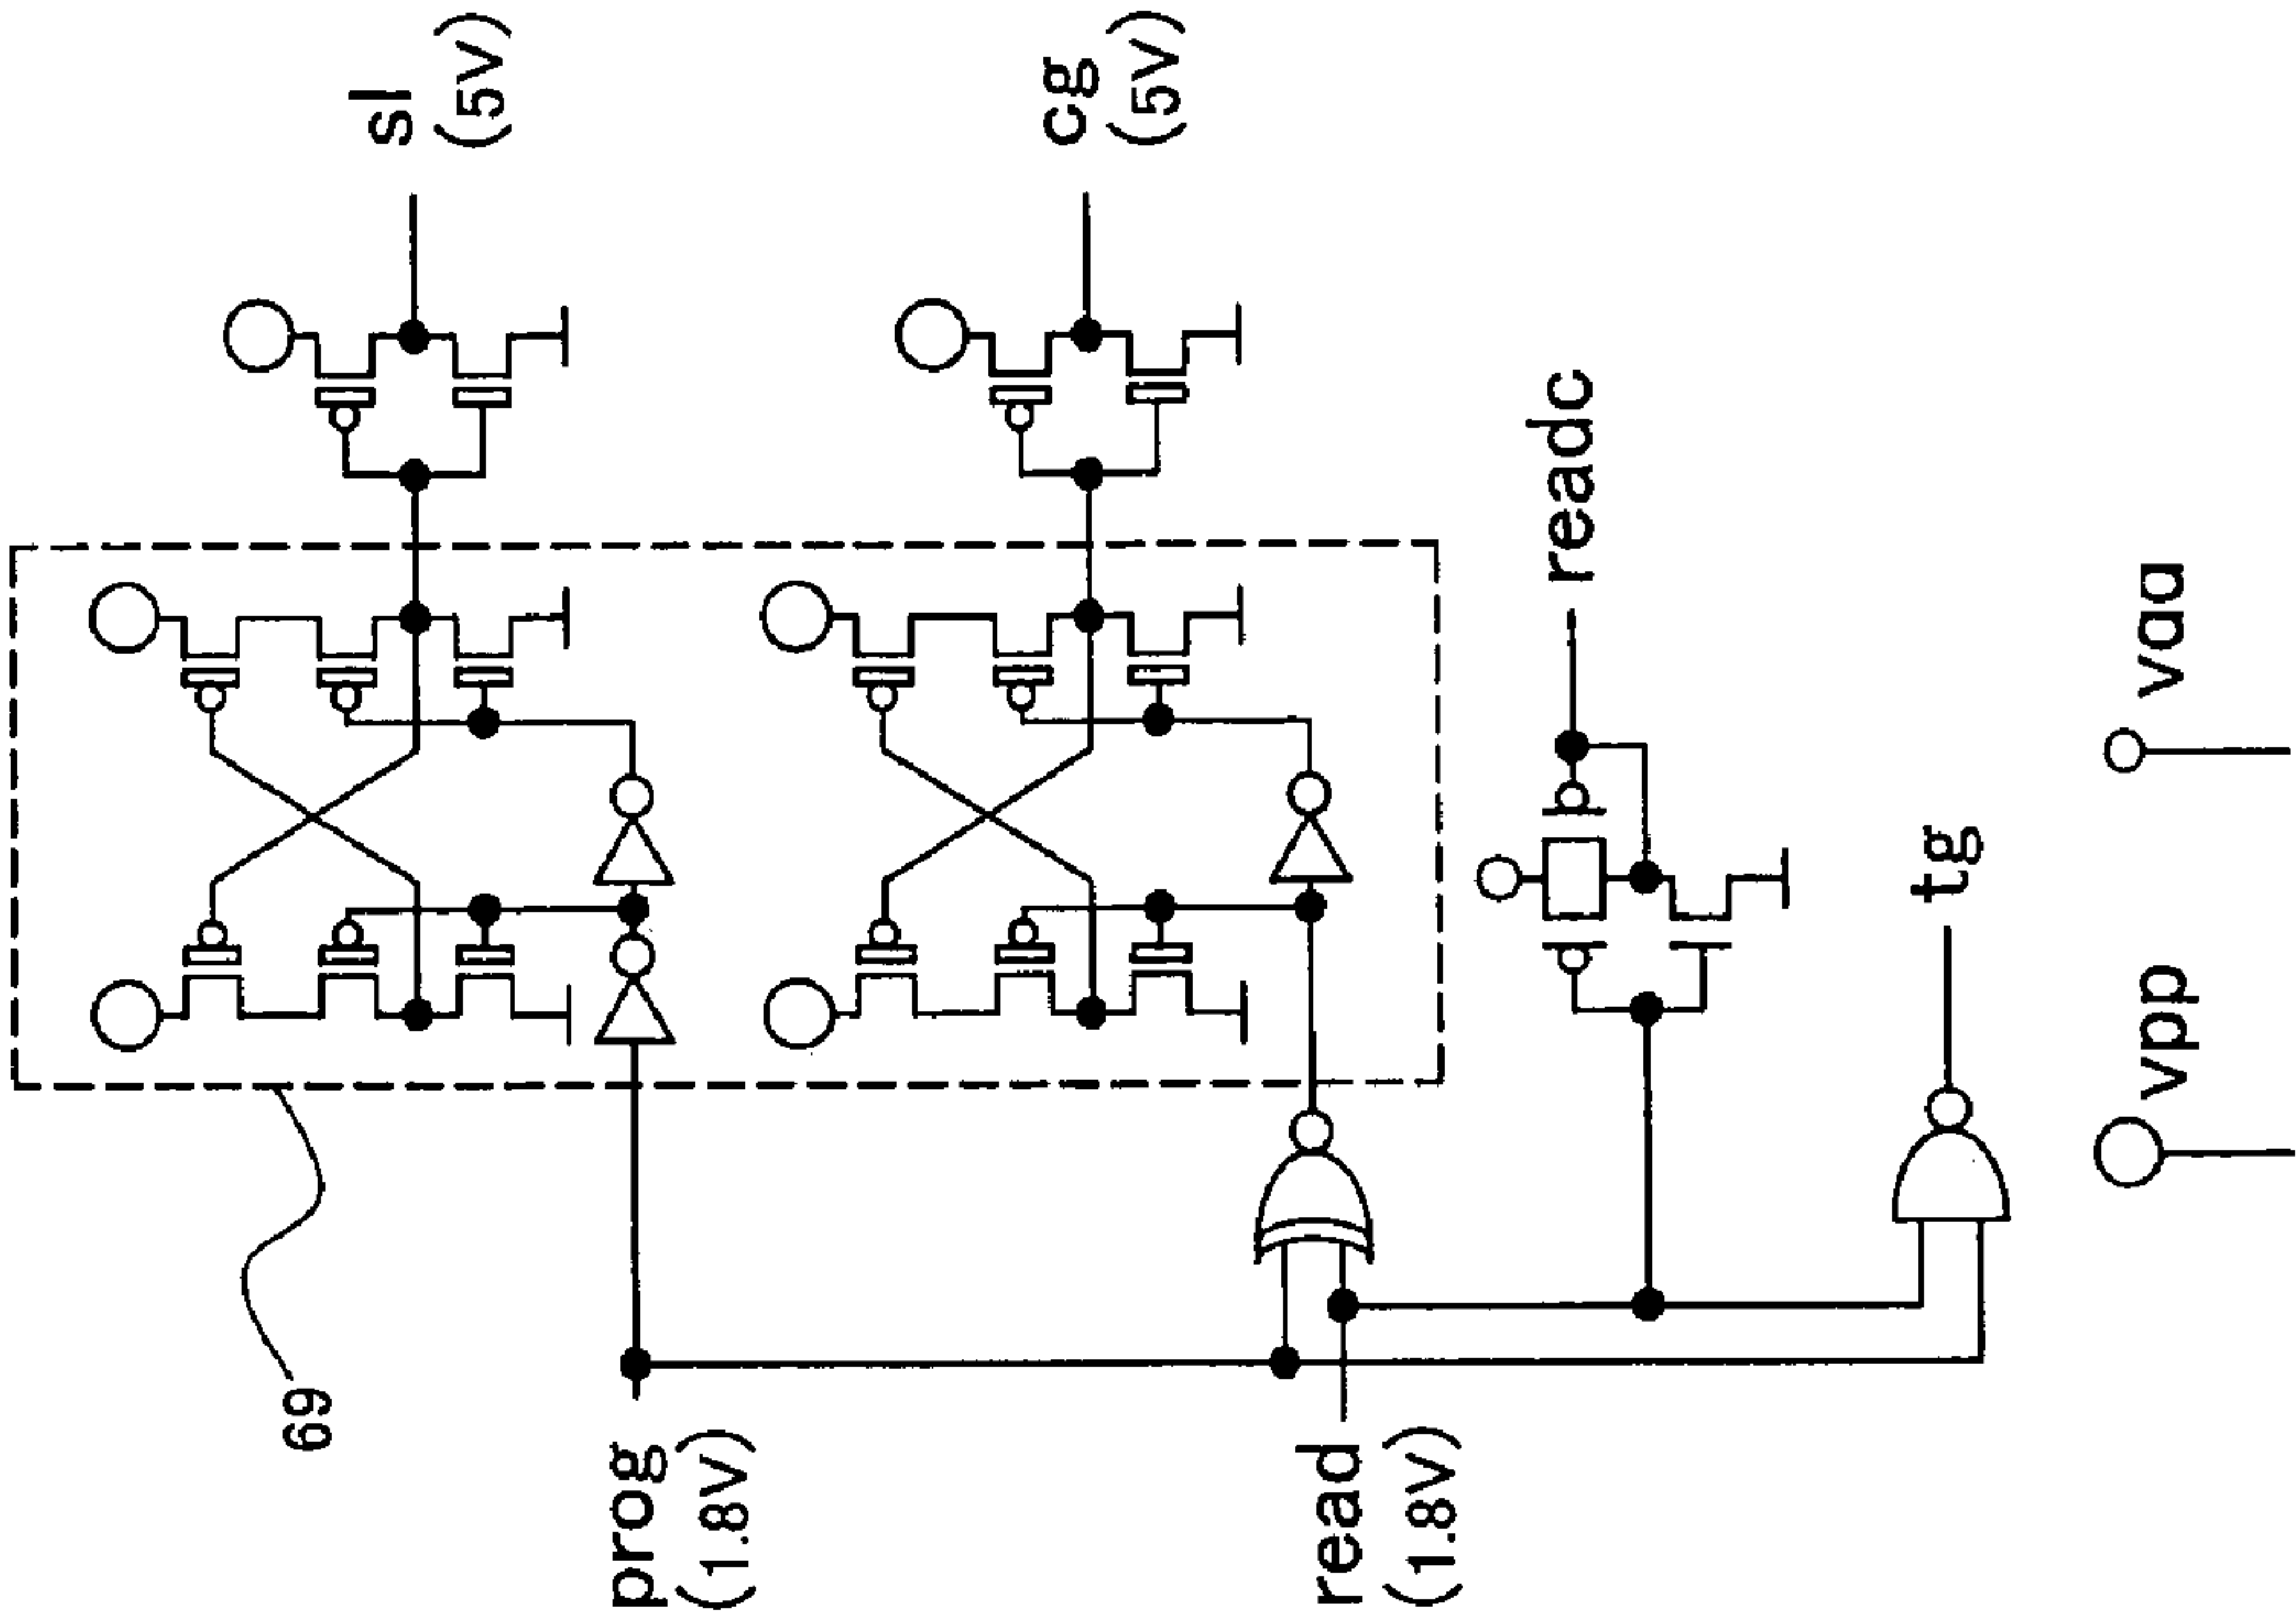 sl
(5V)
cg
(5V)
readc
tg
69
prog
(1.8V)
read
(1.8V)
vpp
vaa